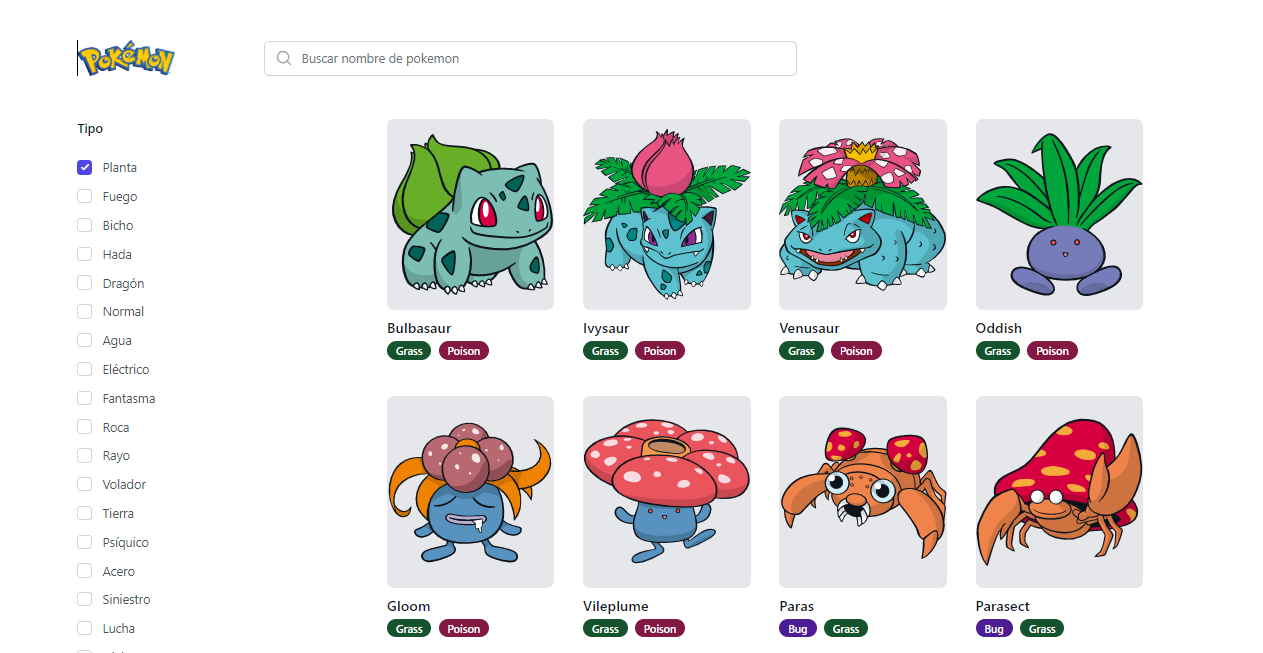 POKÉMON
Buscar nombre de pokemon
Tipo
Planta
Fuego
Bicho
Hada
Dragón
Normal
Agua
Eléctrico
Fantasma
Roca
Rayo
Volador
Tierra
Psíquico
Acero
Siniestro
Lucha
Bulbasaur
Grass Poison
Ivysaur
Grass Poison
Venusaur
Grass Poison
Oddish
Grass Poison
Gloom
Grass Poison
Vileplume
Grass Poison
Paras
Bug Grass
Parasect
Bug Grass